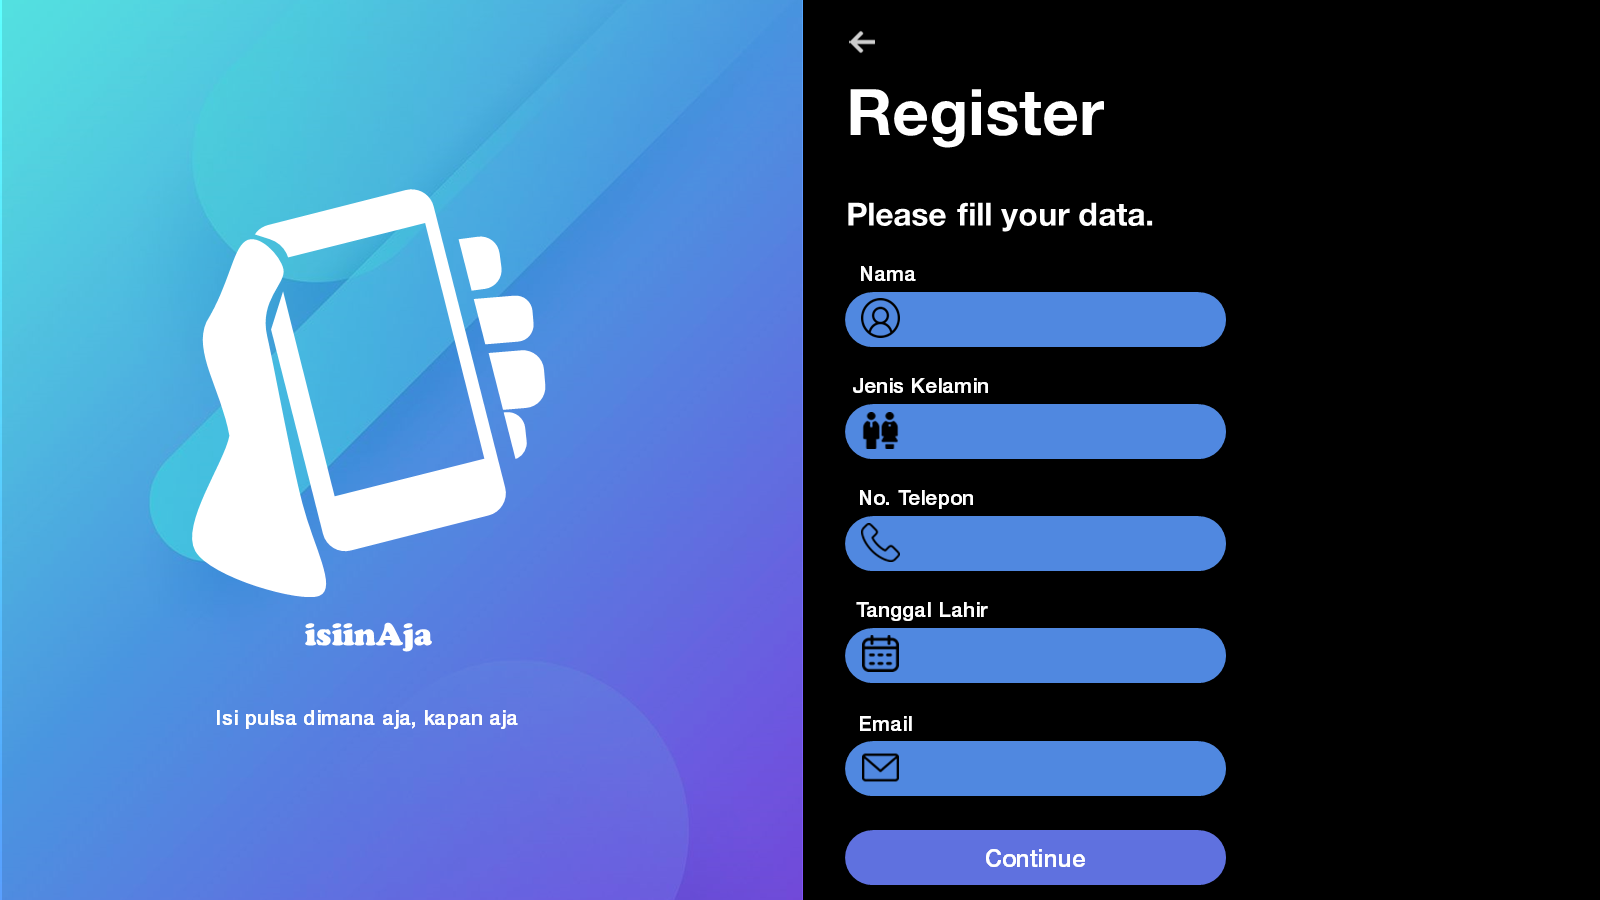 isiinAja
Isi pulsa dimana aja, kapan aja
Register
Please fill your data.
Nama
Jenis Kelamin
No. Telepon
Tanggal Lahir
Email
Continue